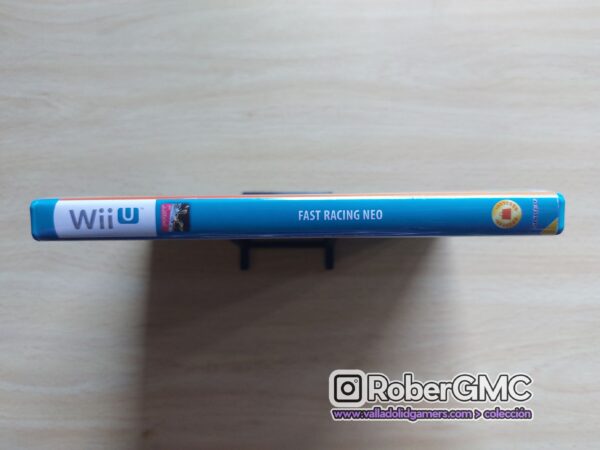 Wii U
FAST RACING NEO
RoberGMC
www.valladolidgamers.com > colección